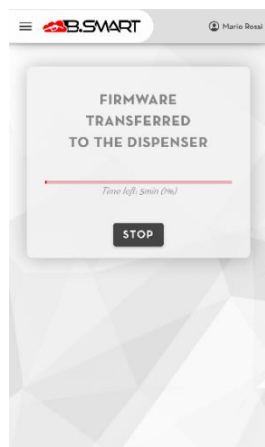 B.SMART
Mario Rossi
FIRMWARE
TRANSFERRED
TO THE DISPENSER
Time left: 5min (1%)
STOP